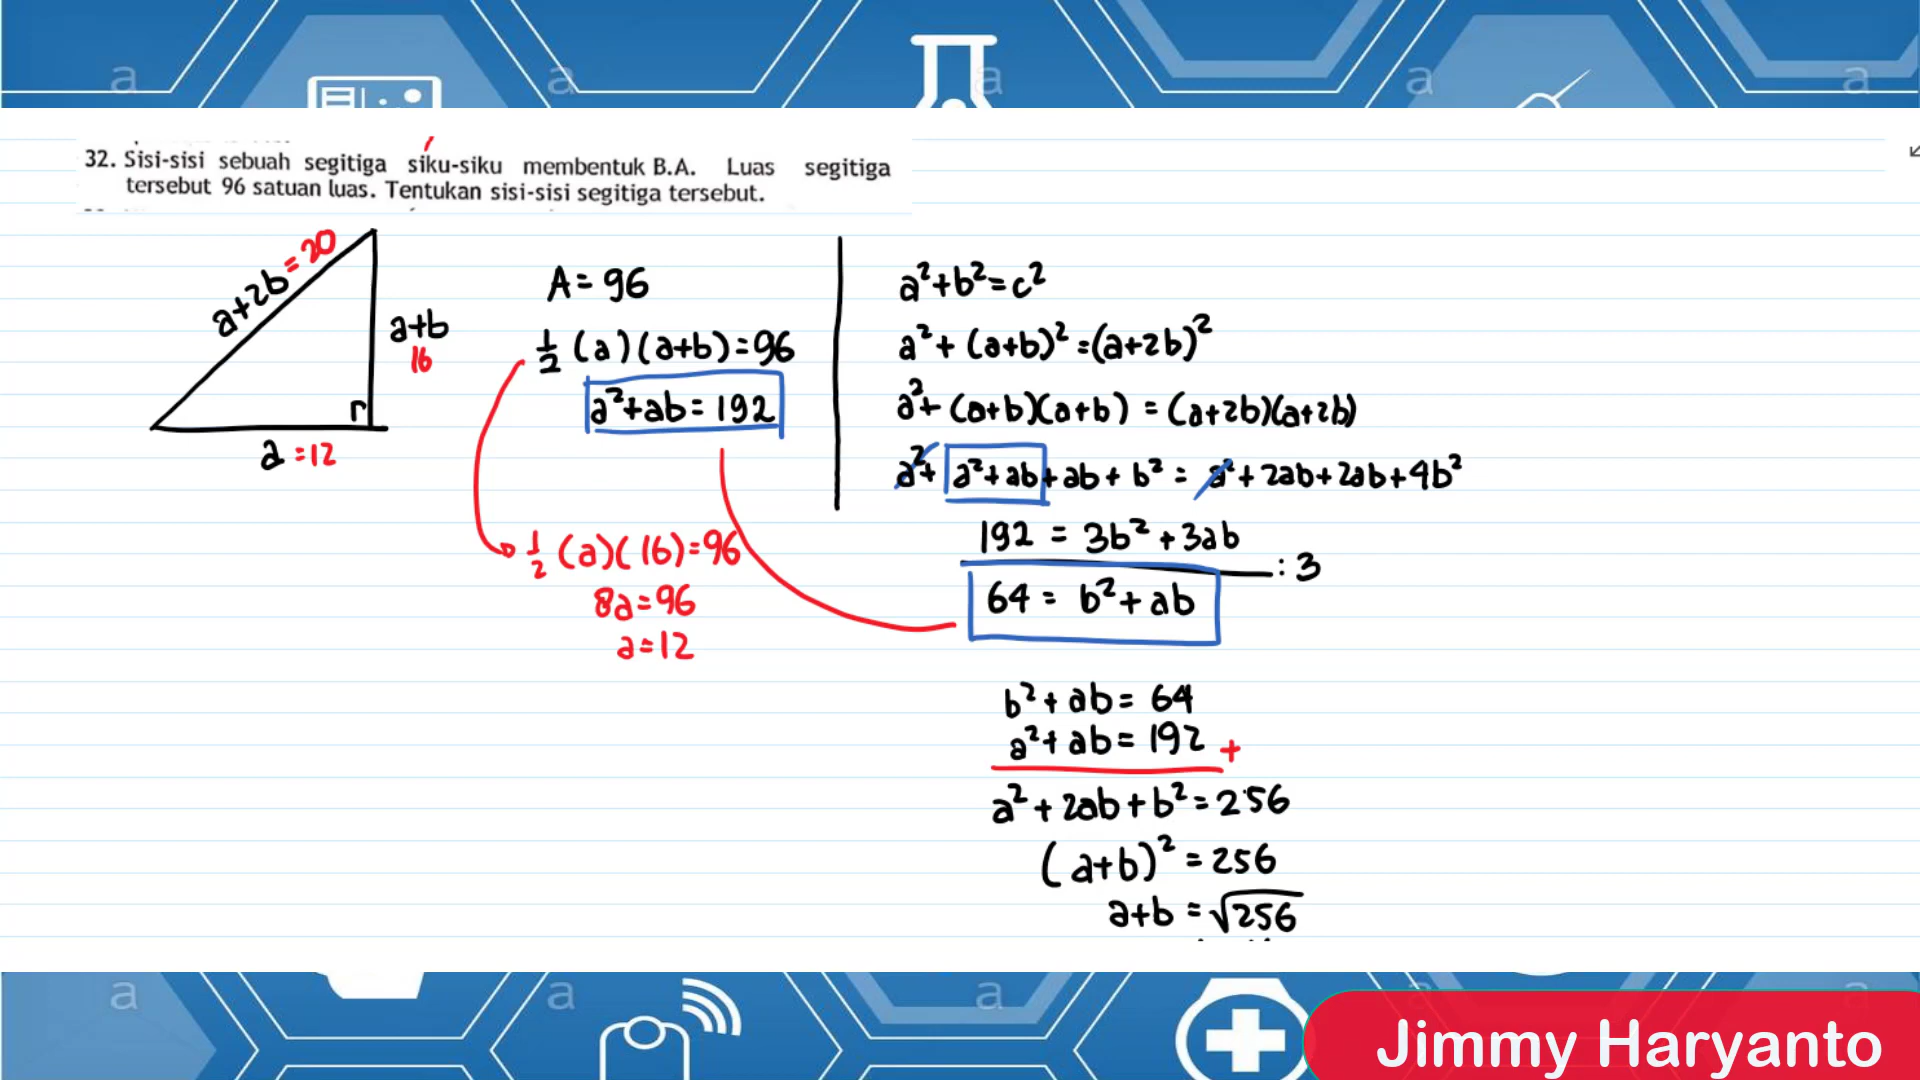 32. Sisi-sisi sebuah segitiga siku-siku membentuk B.A. Luas segitiga
tersebut 96 satuan luas. Tentukan sisi-sisi segitiga tersebut.
a+2b = 20
a+b
16
a = 12
A = 96
½ (a)(a+b) = 96
a² + ab = 192
½ (a)(16) = 96
8a = 96
a = 12
a² + b² = c²
a² + (a+b)² = (a+2b)²
a² + (a+b)(a+b) = (a+2b)(a+2b)
a² + a² + ab + ab + b² = a² + 2ab + 2ab + 4b²
192 = 3b² + 3ab
: 3
64 = b² + ab
b² + ab = 64
a² + ab = 192 +
a² + 2ab + b² = 256
(a+b)² = 256
a+b = √256
Jimmy Haryanto